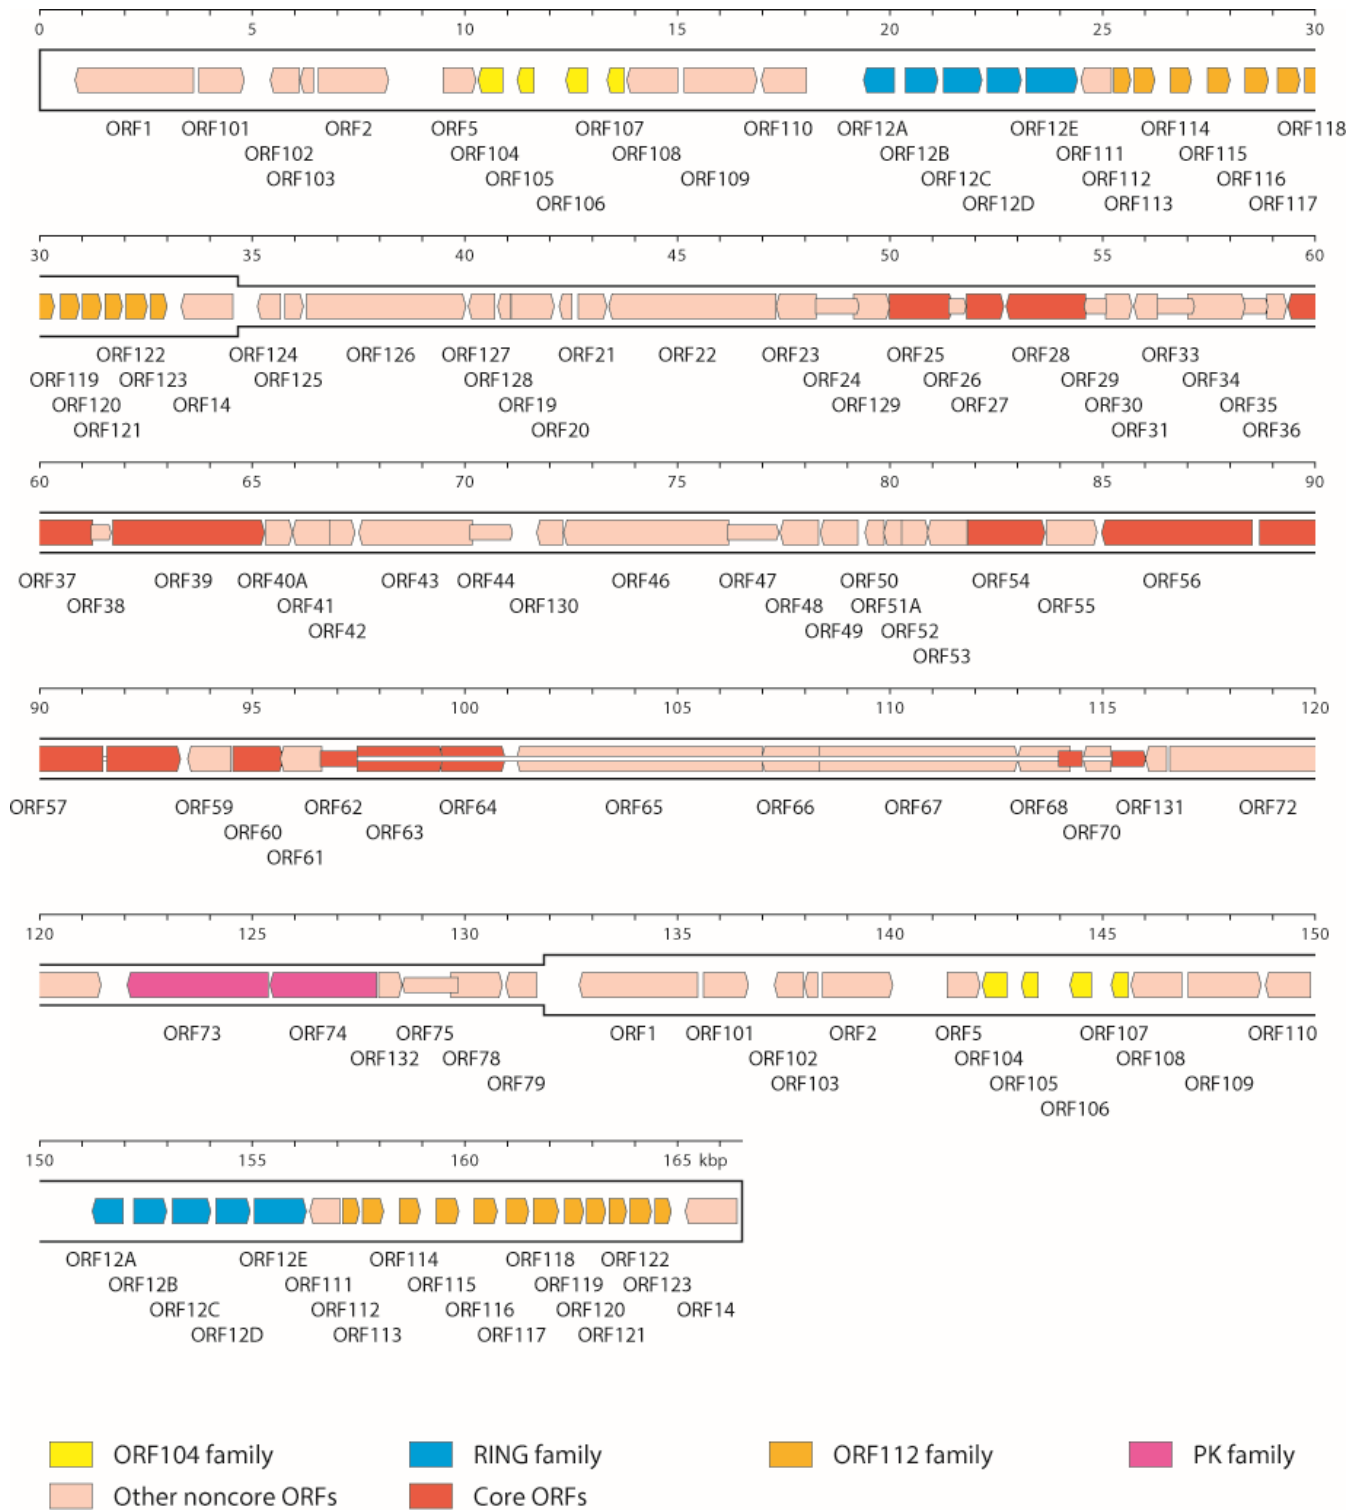 0 5 10 15 20 25 30
ORF1 ORF101 ORF2 ORF5 ORF107 ORF110 ORF12A ORF12E ORF114 ORF118
ORF102 ORF104 ORF108 ORF12B ORF111 ORF115
ORF103 ORF105 ORF109 ORF12C ORF112 ORF116
ORF106 ORF12D ORF113 ORF117
30 35 40 45 50 55 60
ORF122 ORF124 ORF126 ORF127 ORF21 ORF22 ORF23 ORF25 ORF28 ORF33
ORF119 ORF123 ORF125 ORF128 ORF24 ORF26 ORF29 ORF34
ORF120 ORF14 ORF19 ORF129 ORF27 ORF30 ORF35
ORF121 ORF20 ORF31 ORF36
60 65 70 75 80 85 90
ORF37 ORF39 ORF40A ORF43 ORF44 ORF46 ORF47 ORF50 ORF54 ORF56
ORF38 ORF41 ORF130 ORF48 ORF51A ORF55
ORF42 ORF49 ORF52
ORF53
90 95 100 105 110 115 120
ORF57 ORF59 ORF62 ORF64 ORF65 ORF66 ORF67 ORF68 ORF131 ORF72
ORF60 ORF63 ORF70
ORF61
120 125 130 135 140 145 150
ORF73 ORF74 ORF75 ORF1 ORF101 ORF2 ORF5 ORF107 ORF110
ORF132 ORF78 ORF102 ORF104 ORF108
ORF79 ORF103 ORF105 ORF109
ORF106
150 155 160 165 kbp
ORF12A ORF12E ORF114 ORF118 ORF122
ORF12B ORF111 ORF115 ORF119 ORF123
ORF12C ORF112 ORF116 ORF120 ORF14
ORF12D ORF113 ORF117 ORF121
ORF104 family RING family ORF112 family PK family
Other noncore ORFs Core ORFs